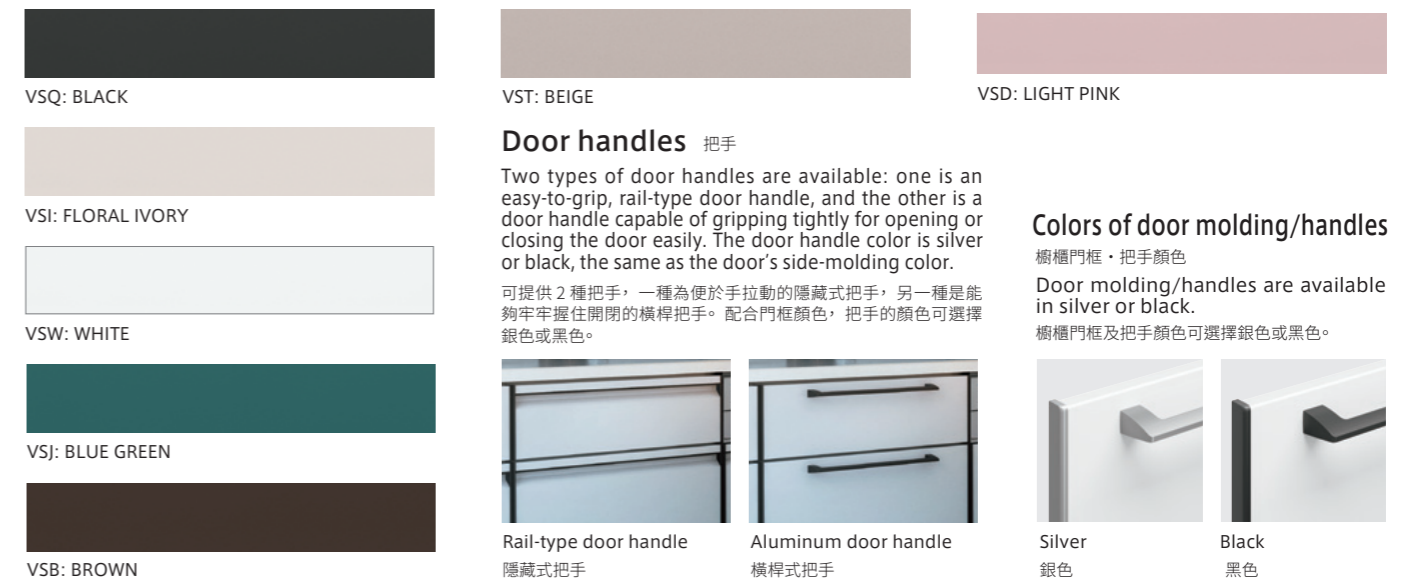 VSQ: BLACK
VSI: FLORAL IVORY
VSW: WHITE
VSJ: BLUE GREEN
VSB: BROWN
VST: BEIGE
VSD: LIGHT PINK
Door handles 把手
Two types of door handles are available: one is an
easy-to-grip, rail-type door handle, and the other is a
door handle capable of gripping tightly for opening or
closing the door easily. The door handle color is silver
or black, the same as the door's side-molding color.
可提供 2 種把手，一種為便於手拉動的隱藏式把手，另一種是能
夠牢牢握住開閉的橫桿把手。配合門框顏色，把手的顏色可選擇
銀色或黑色。
Rail-type door handle
隱藏式把手
Aluminum door handle
橫桿式把手
Colors of door molding/handles
櫥櫃門框・把手顏色
Door molding/handles are available
in silver or black.
櫥櫃門框及把手顏色可選擇銀色或黑色。
Silver
銀色
Black
黑色